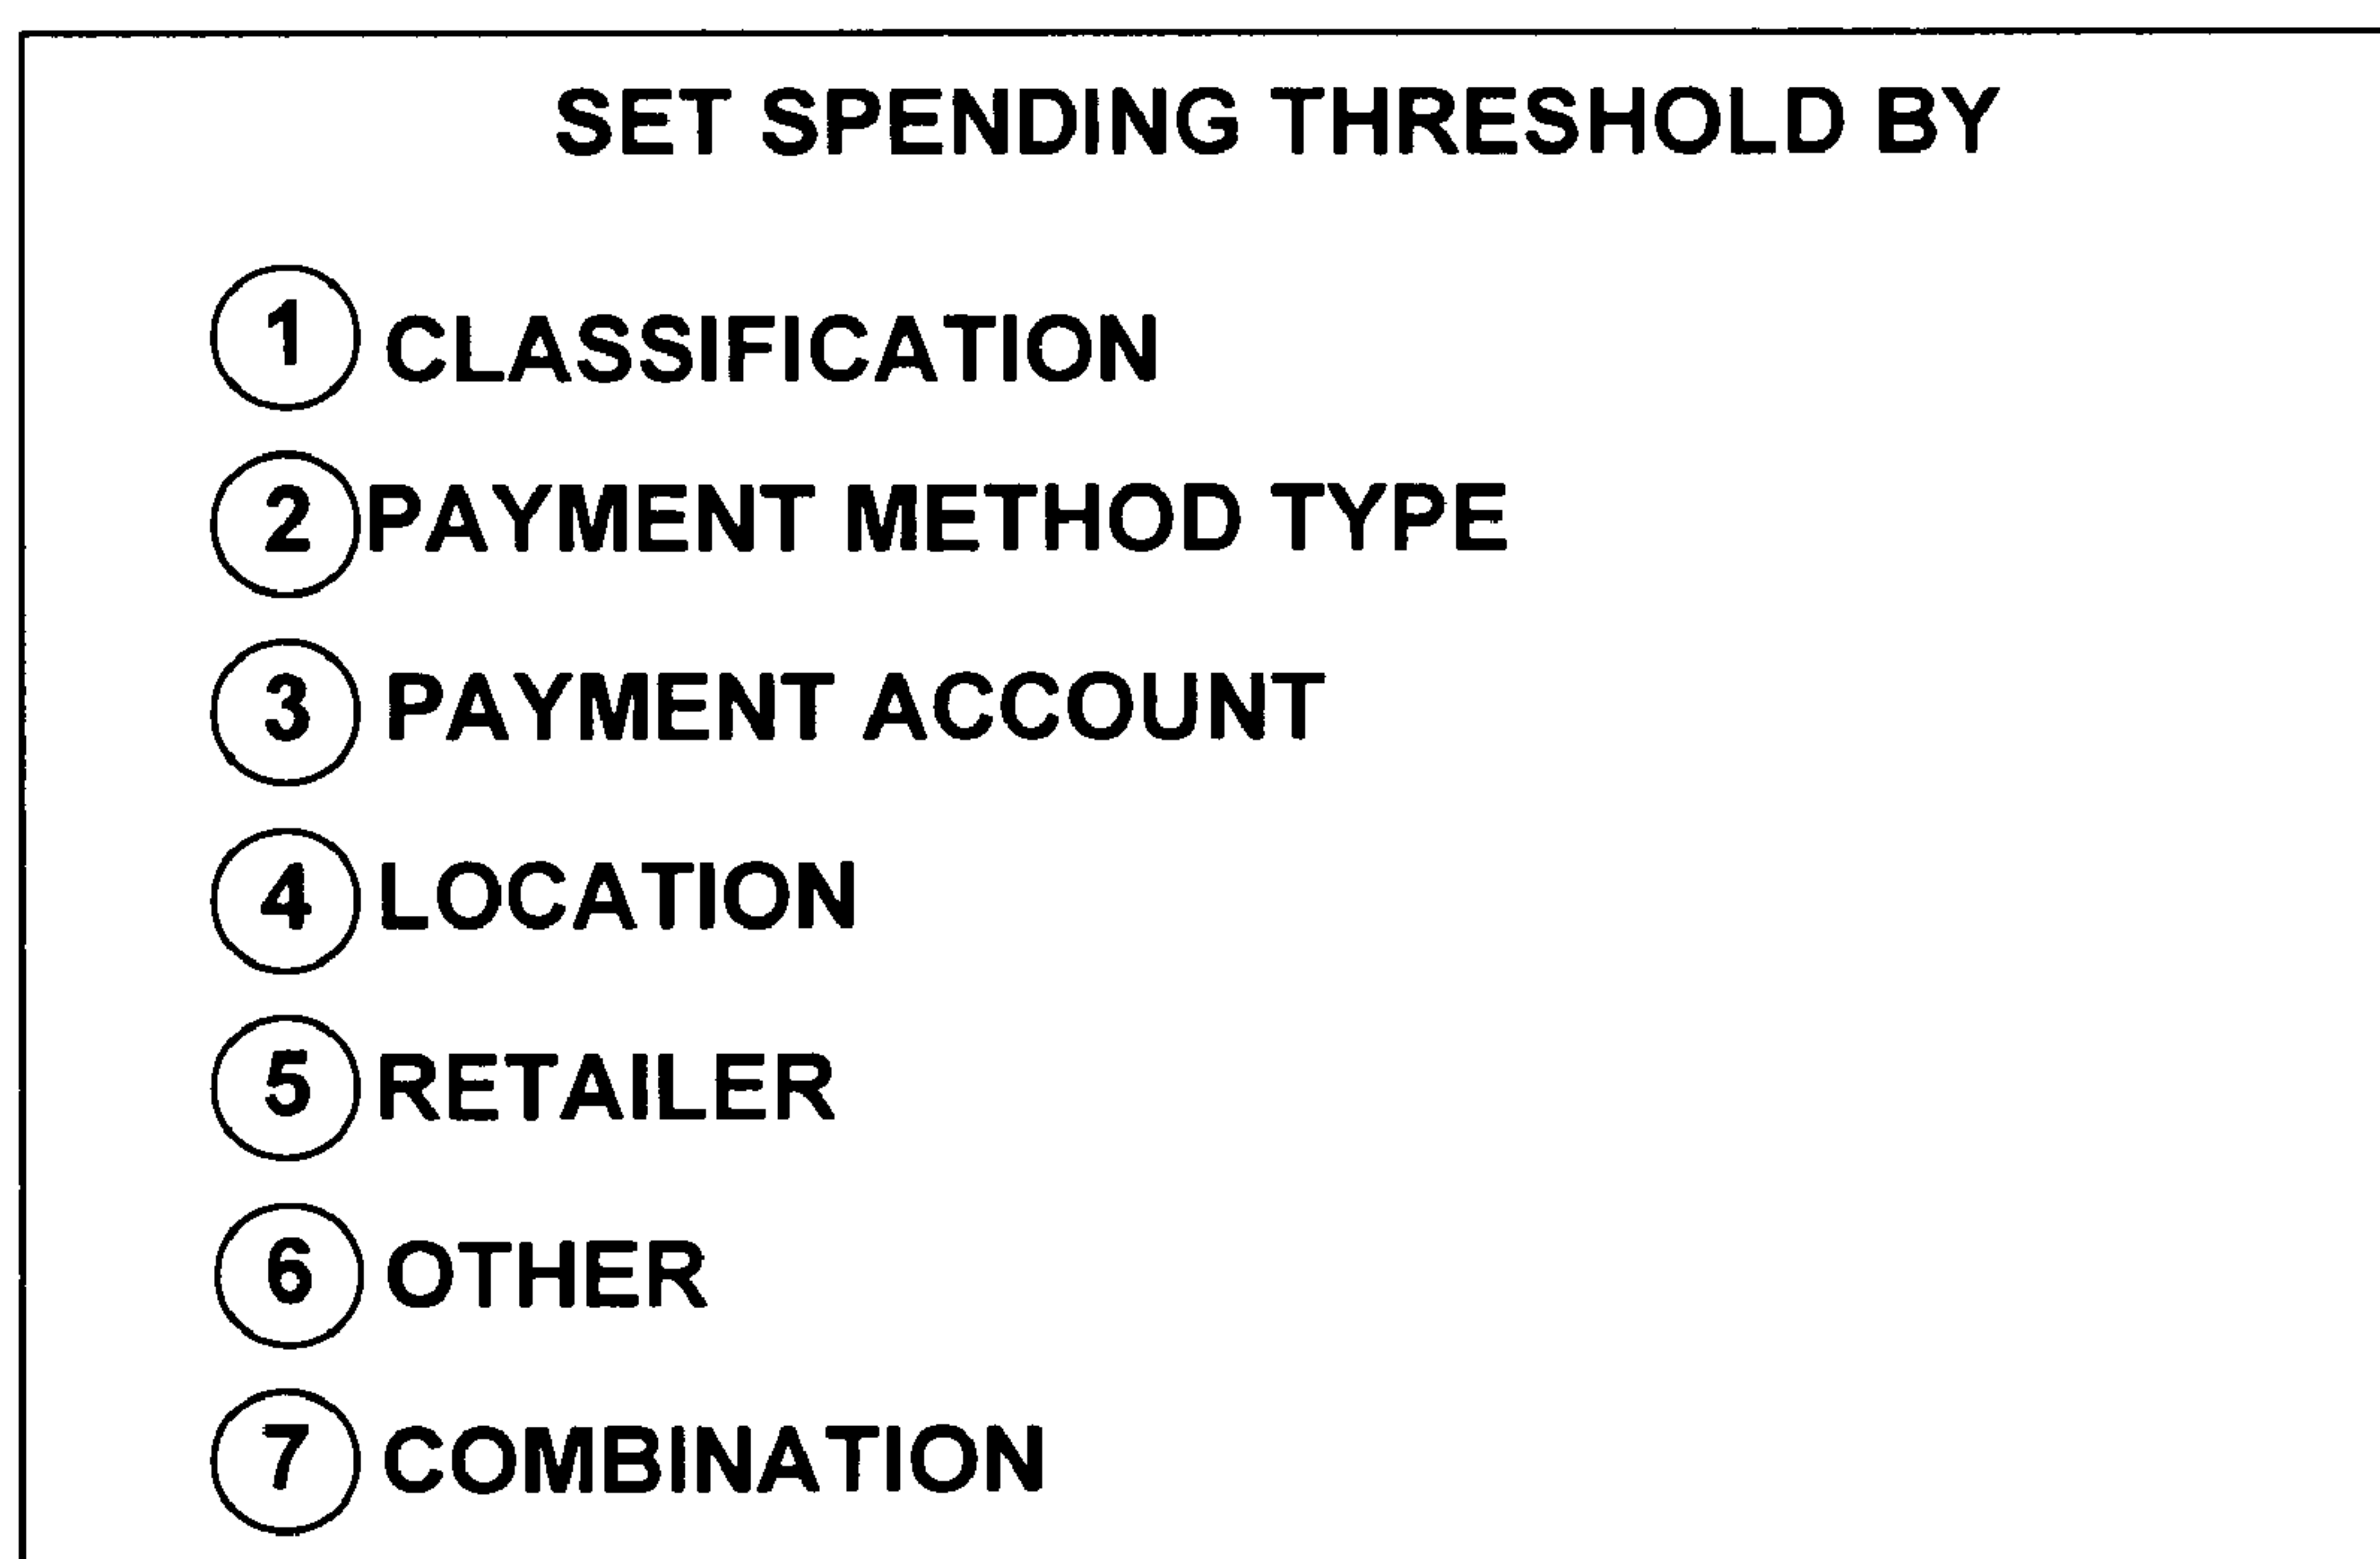 SET SPENDING THRESHOLD BY
1 CLASSIFICATION
2 PAYMENT METHOD TYPE
3 PAYMENT ACCOUNT
4 LOCATION
5 RETAILER
6 OTHER
7 COMBINATION